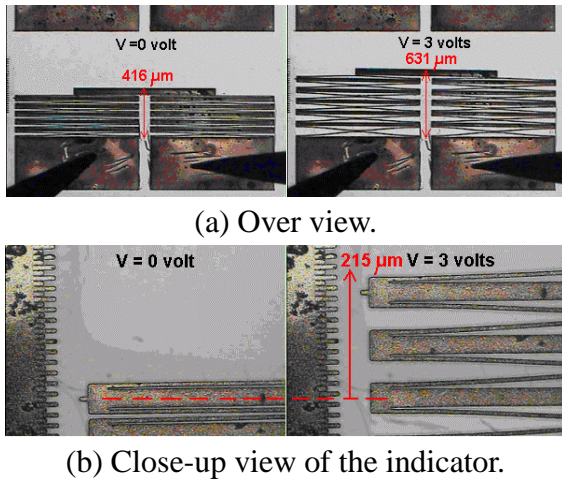 V =0 volt
416 µm
V = 3 volts
631 µm
(a) Over view.
V = 0 volt
215 µm V = 3 volts
(b) Close-up view of the indicator.